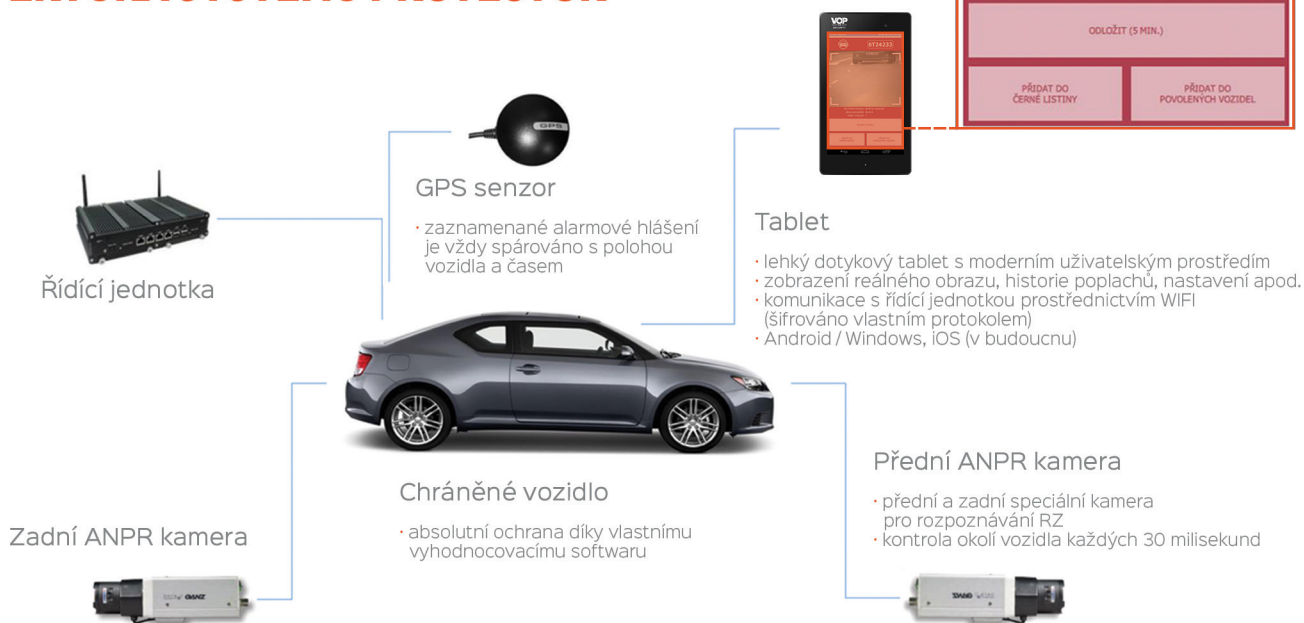 VOP
ODLOŽIT (5 MIN.)
PŘIDAT DO
ČERNÉ LISTINY
PŘIDAT DO
POVOLENÝCH VOZIDEL
GPS
GPS senzor
· zaznamenané alarmové hlášení
je vždy spárováno s polohou
vozidla a časem
Řídící jednotka
Tablet
· lehký dotykový tablet s moderním uživatelským prostředím
· zobrazení reálného obrazu, historie poplachů, nastavení apod.
· komunikace s řídící jednotkou prostřednictvím WIFI
(šifrováno vlastním protokolem)
· Android / Windows, iOS (v budoucnu)
Chráněné vozidlo
· absolutní ochrana díky vlastnímu
vyhodnocovacímu softwaru
Přední ANPR kamera
· přední a zadní speciální kamera
pro rozpoznávání RZ
· kontrola okolí vozidla každých 30 milisekund
Zadní ANPR kamera
GANZ